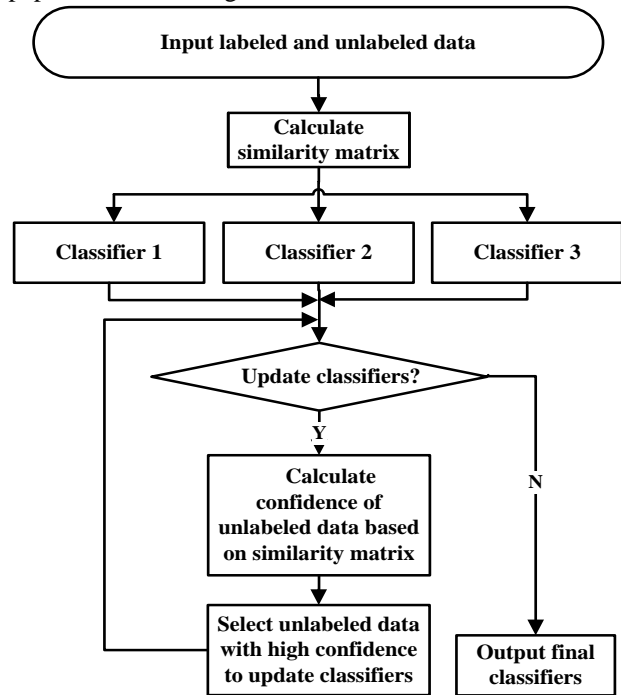 Input labeled and unlabeled data
Calculate
similarity matrix
Classifier 1
Classifier 2
Classifier 3
Update classifiers?
Y
Calculate
confidence of
unlabeled data based
on similarity matrix
N
Select unlabeled data
with high confidence
to update classifiers
Output final
classifiers